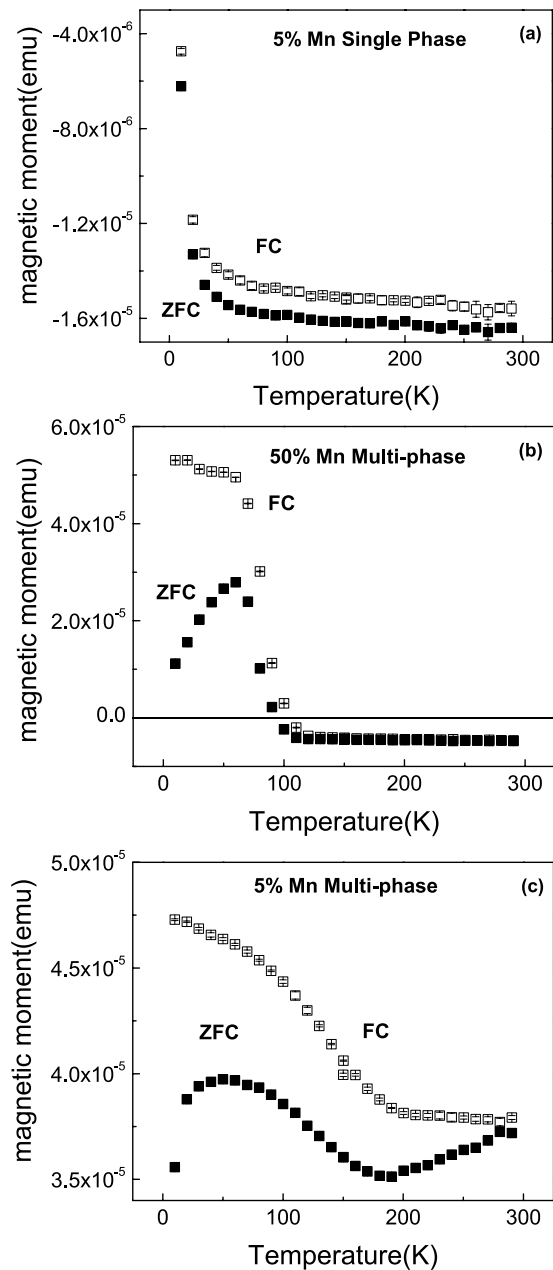 -4.0x10⁻⁶
5% Mn Single Phase
(a)
-8.0x10⁻⁶
-1.2x10⁻⁵
-1.6x10⁻⁵
magnetic moment(emu)
FC
ZFC
0
100
200
300
Temperature(K)
6.0x10⁻⁵
50% Mn Multi-phase
(b)
4.0x10⁻⁵
2.0x10⁻⁵
0.0
magnetic moment(emu)
FC
ZFC
0
100
200
300
Temperature(K)
5.0x10⁻⁵
5% Mn Multi-phase
(c)
4.5x10⁻⁵
4.0x10⁻⁵
3.5x10⁻⁵
magnetic moment(emu)
ZFC
FC
0
100
200
300
Temperature(K)